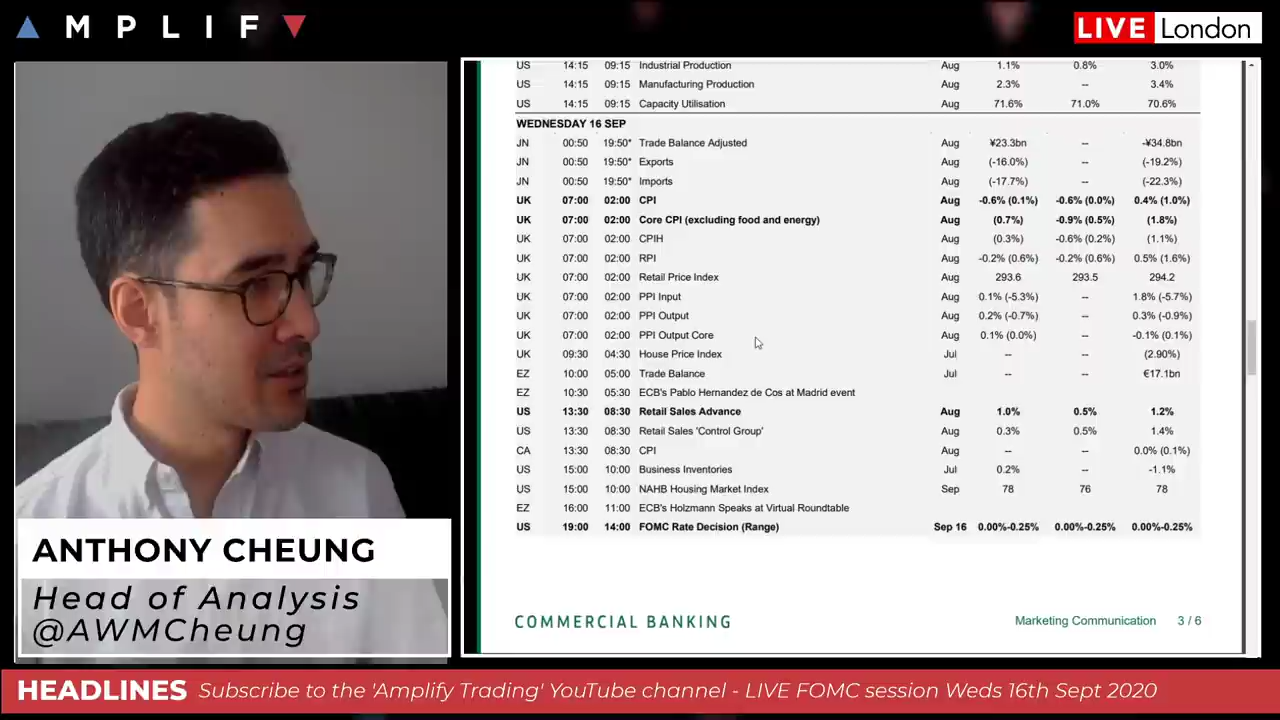 AMPLIFY
LIVE London
US 14:15 09:15 Industrial Production Aug 1.1% 0.8% 3.0%
US 14:15 09:15 Manufacturing Production Aug 2.3% -- 3.4%
US 14:15 09:15 Capacity Utilisation Aug 71.6% 71.0% 70.6%
WEDNESDAY 16 SEP
JN 00:50 19:50* Trade Balance Adjusted Aug ¥23.3bn -- -¥34.8bn
JN 00:50 19:50* Exports Aug (-16.0%) -- (-19.2%)
JN 00:50 19:50* Imports Aug (-17.7%) -- (-22.3%)
UK 07:00 02:00 CPI Aug -0.6% (0.1%) -0.6% (0.0%) 0.4% (1.0%)
UK 07:00 02:00 Core CPI (excluding food and energy) Aug (0.7%) -0.9% (0.5%) (1.8%)
UK 07:00 02:00 CPIH Aug (0.3%) -0.6% (0.2%) (1.1%)
UK 07:00 02:00 RPI Aug -0.2% (0.6%) -0.2% (0.6%) 0.5% (1.6%)
UK 07:00 02:00 Retail Price Index Aug 293.6 293.5 294.2
UK 07:00 02:00 PPI Input Aug 0.1% (-5.3%) -- 1.8% (-5.7%)
UK 07:00 02:00 PPI Output Aug 0.2% (-0.7%) -- 0.3% (-0.9%)
UK 07:00 02:00 PPI Output Core Aug 0.1% (0.0%) -- -0.1% (0.1%)
UK 09:30 04:30 House Price Index Jul -- -- (2.90%)
EZ 10:00 05:00 Trade Balance Jul -- -- €17.1bn
EZ 10:30 05:30 ECB's Pablo Hernandez de Cos at Madrid event
US 13:30 08:30 Retail Sales Advance Aug 1.0% 0.5% 1.2%
US 13:30 08:30 Retail Sales 'Control Group' Aug 0.3% 0.5% 1.4%
CA 13:30 08:30 CPI Aug -- -- 0.0% (0.1%)
US 15:00 10:00 Business Inventories Jul 0.2% -- -1.1%
US 15:00 10:00 NAHB Housing Market Index Sep 78 76 78
EZ 16:00 11:00 ECB's Holzmann Speaks at Virtual Roundtable
US 19:00 14:00 FOMC Rate Decision (Range) Sep 16 0.00%-0.25% 0.00%-0.25% 0.00%-0.25%
COMMERCIAL BANKING Marketing Communication 3 / 6
ANTHONY CHEUNG
Head of Analysis
@AWMCheung
HEADLINES Subscribe to the 'Amplify Trading' YouTube channel - LIVE FOMC session Weds 16th Sept 2020